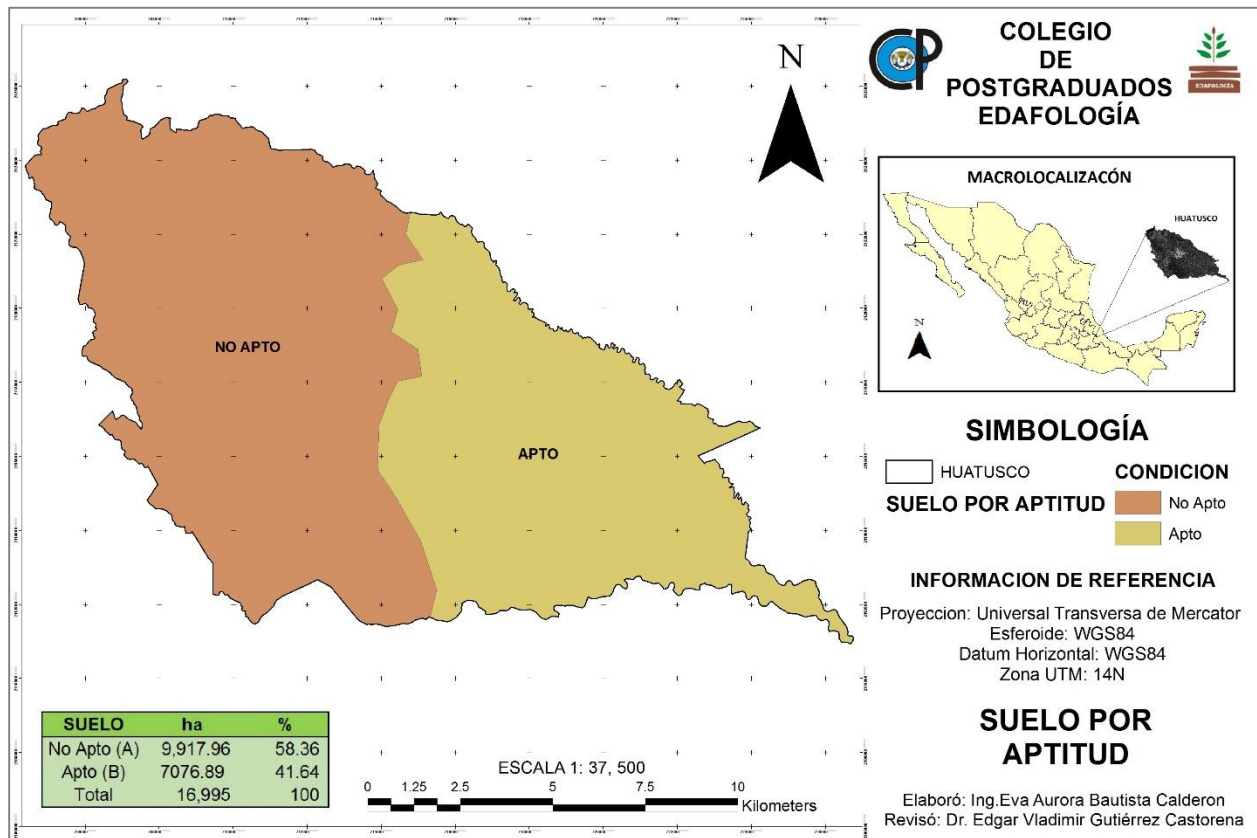 N
NO APTO
APTO
SUELO ha %
No Apto (A) 9,917.96 58.36
Apto (B) 7076.89 41.64
Total 16,995 100
ESCALA 1: 37, 500
0 1.25 2.5 5 7.5 10
Kilometers
CP
COLEGIO
DE
POSTGRADUADOS
EDAFOLOGÍA
EDAFOLOGÍA
MACROLOCALIZACÓN
HUATUSCO
N
SIMBOLOGÍA
HUATUSCO
SUELO POR APTITUD
CONDICION
No Apto
Apto
INFORMACION DE REFERENCIA
Proyeccion: Universal Transversa de Mercator
Esferoide: WGS84
Datum Horizontal: WGS84
Zona UTM: 14N
SUELO POR
APTITUD
Elaboró: Ing.Eva Aurora Bautista Calderon
Revisó: Dr. Edgar Vladimir Gutiérrez Castorena